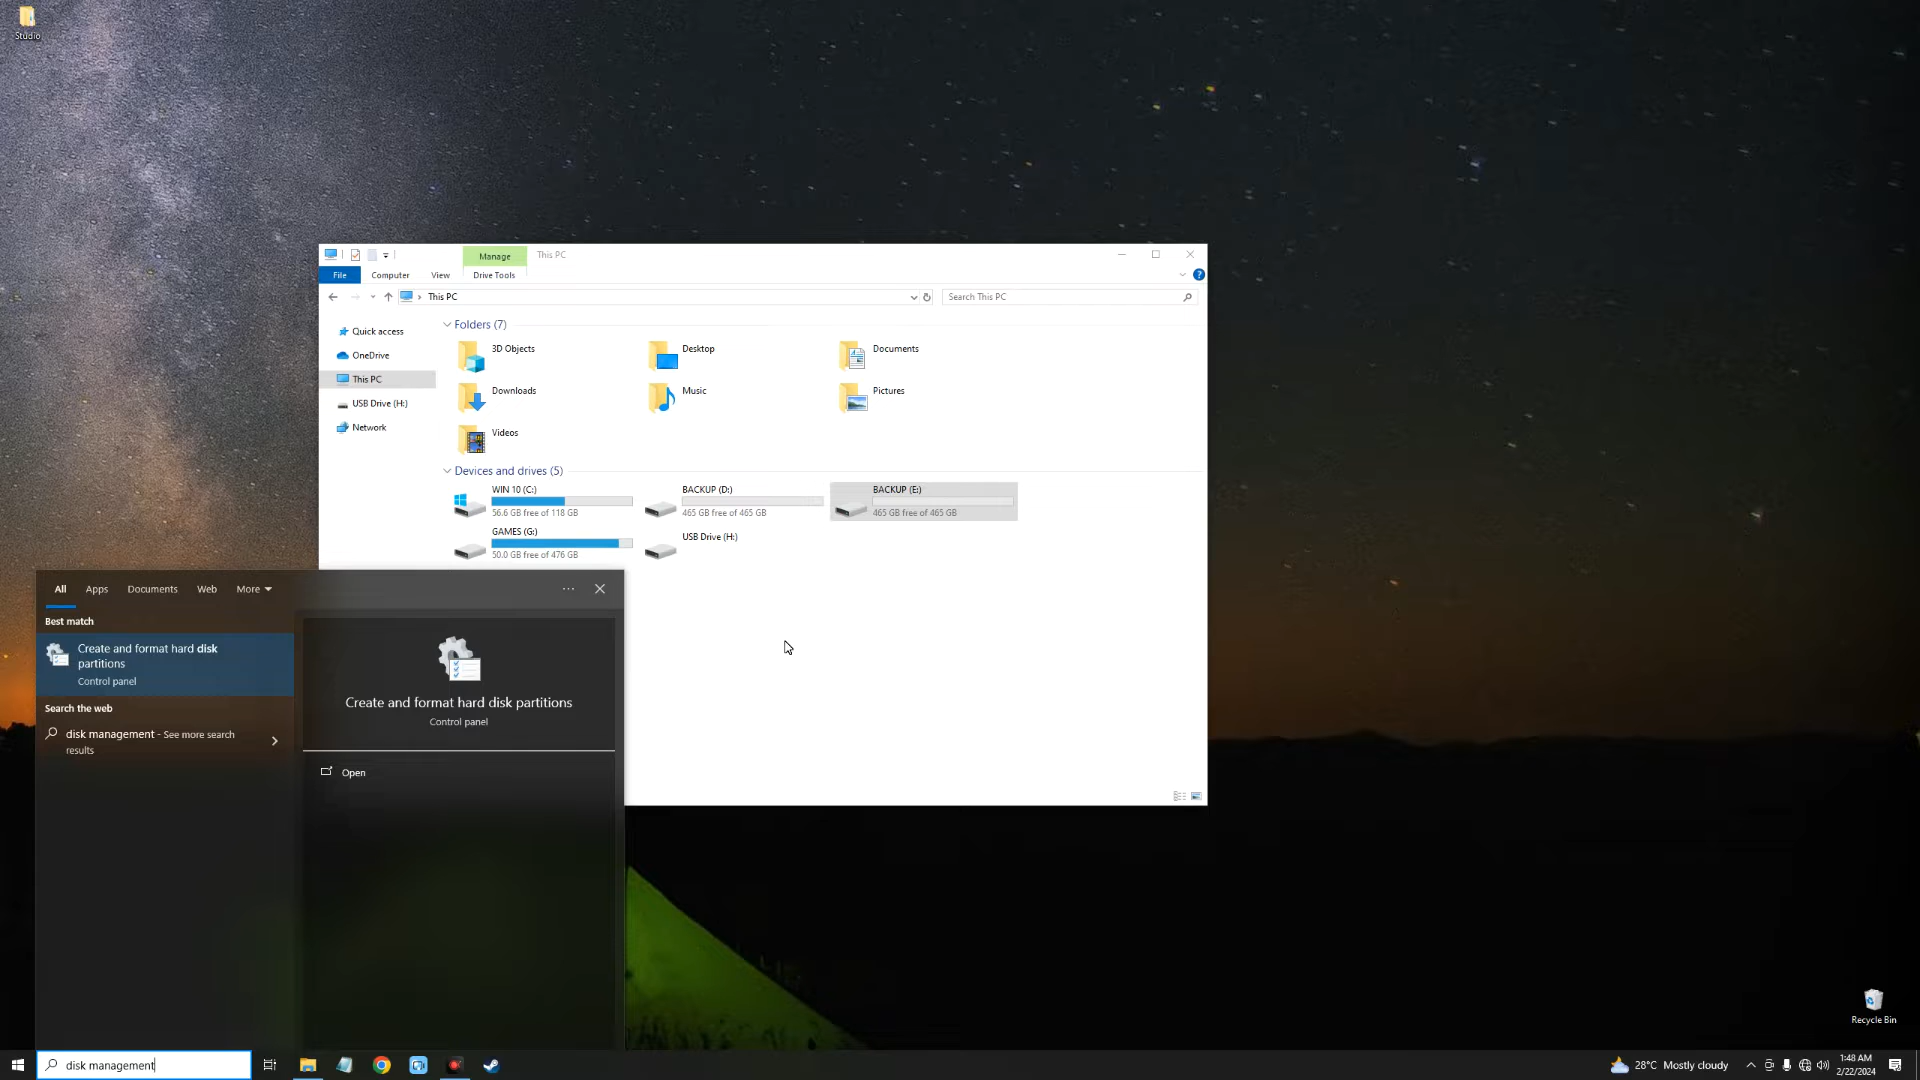 Studio
Manage
This PC
File
Computer
View
Drive Tools
This PC
Search This PC
Quick access
OneDrive
This PC
USB Drive (H:)
Network
Folders (7)
3D Objects
Desktop
Documents
Downloads
Music
Pictures
Videos
Devices and drives (5)
WIN 10 (C:)
56.6 GB free of 118 GB
BACKUP (D:)
465 GB free of 465 GB
BACKUP (E:)
465 GB free of 465 GB
GAMES (G:)
50.0 GB free of 476 GB
USB Drive (H:)
All
Apps
Documents
Web
More
Best match
Create and format hard disk
partitions
Control panel
Search the web
disk management - See more search
results
Create and format hard disk partitions
Control panel
Open
Recycle Bin
disk management
28°C Mostly cloudy
1:48 AM
2/22/2024